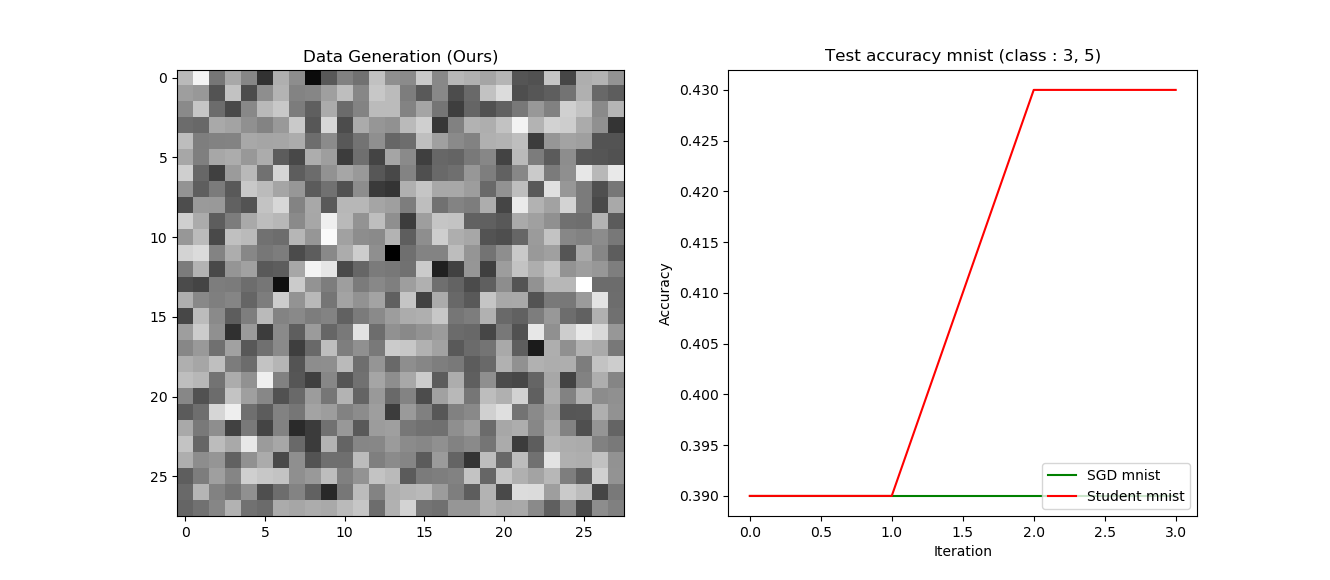 Data Generation (Ours)
0
5
10
15
20
25
0 5 10 15 20 25
Test accuracy mnist (class : 3, 5)
Accuracy
0.430
0.425
0.420
0.415
0.410
0.405
0.400
0.395
0.390
SGD mnist
Student mnist
0.0 0.5 1.0 1.5 2.0 2.5 3.0
Iteration